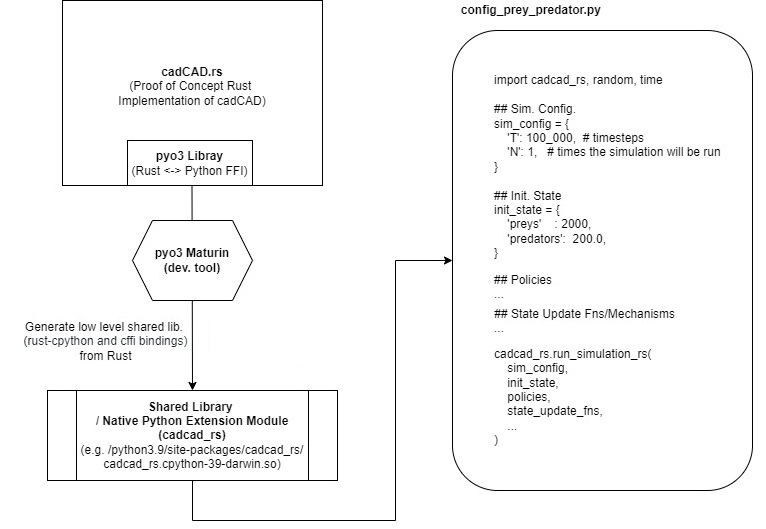 cadCAD.rs
(Proof of Concept Rust
Implementation of cadCAD)
pyo3 Libray
(Rust <-> Python FFI)
pyo3 Maturin
(dev. tool)
Generate low level shared lib.
(rust-cpython and cffi bindings)
from Rust
Shared Library
/ Native Python Extension Module
(cadcad_rs)
(e.g. /python3.9/site-packages/cadcad_rs/
cadcad_rs.cpython-39-darwin.so)
config_prey_predator.py
import cadcad_rs, random, time
## Sim. Config.
sim_config = {
'T': 100_000, # timesteps
'N': 1, # times the simulation will be run
}
## Init. State
init_state = {
'preys' : 2000,
'predators': 200.0,
}
## Policies
...
## State Update Fns/Mechanisms
...
cadcad_rs.run_simulation_rs(
sim_config,
init_state,
policies,
state_update_fns,
...
)